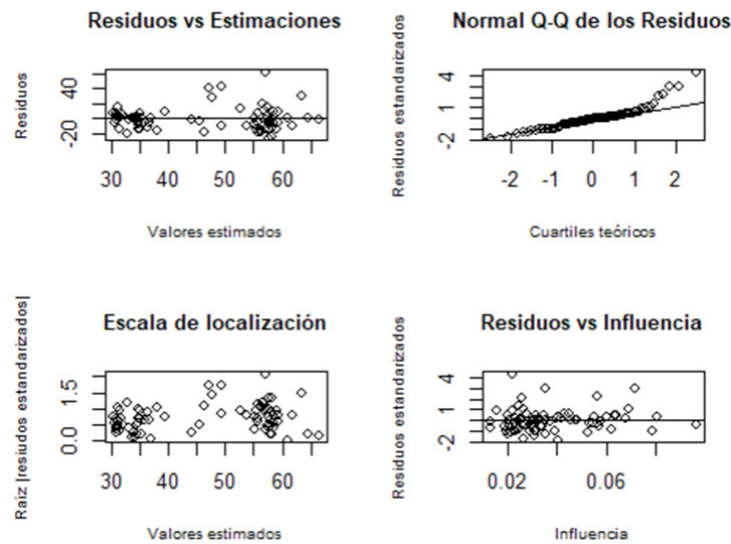 Residuos vs Estimaciones
Residuos
-20 40
30 40 50 60
Valores estimados
Normal Q-Q de los Residuos
Residuos estandarizados
-2 1 4
-2 -1 0 1 2
Cuartiles teóricos
Escala de localización
Raíz |resiudos estandarizados|
0.0 1.5
30 40 50 60
Valores estimados
Residuos vs Influencia
Residuos estandarizados
-2 1 4
0.02 0.06
Influencia